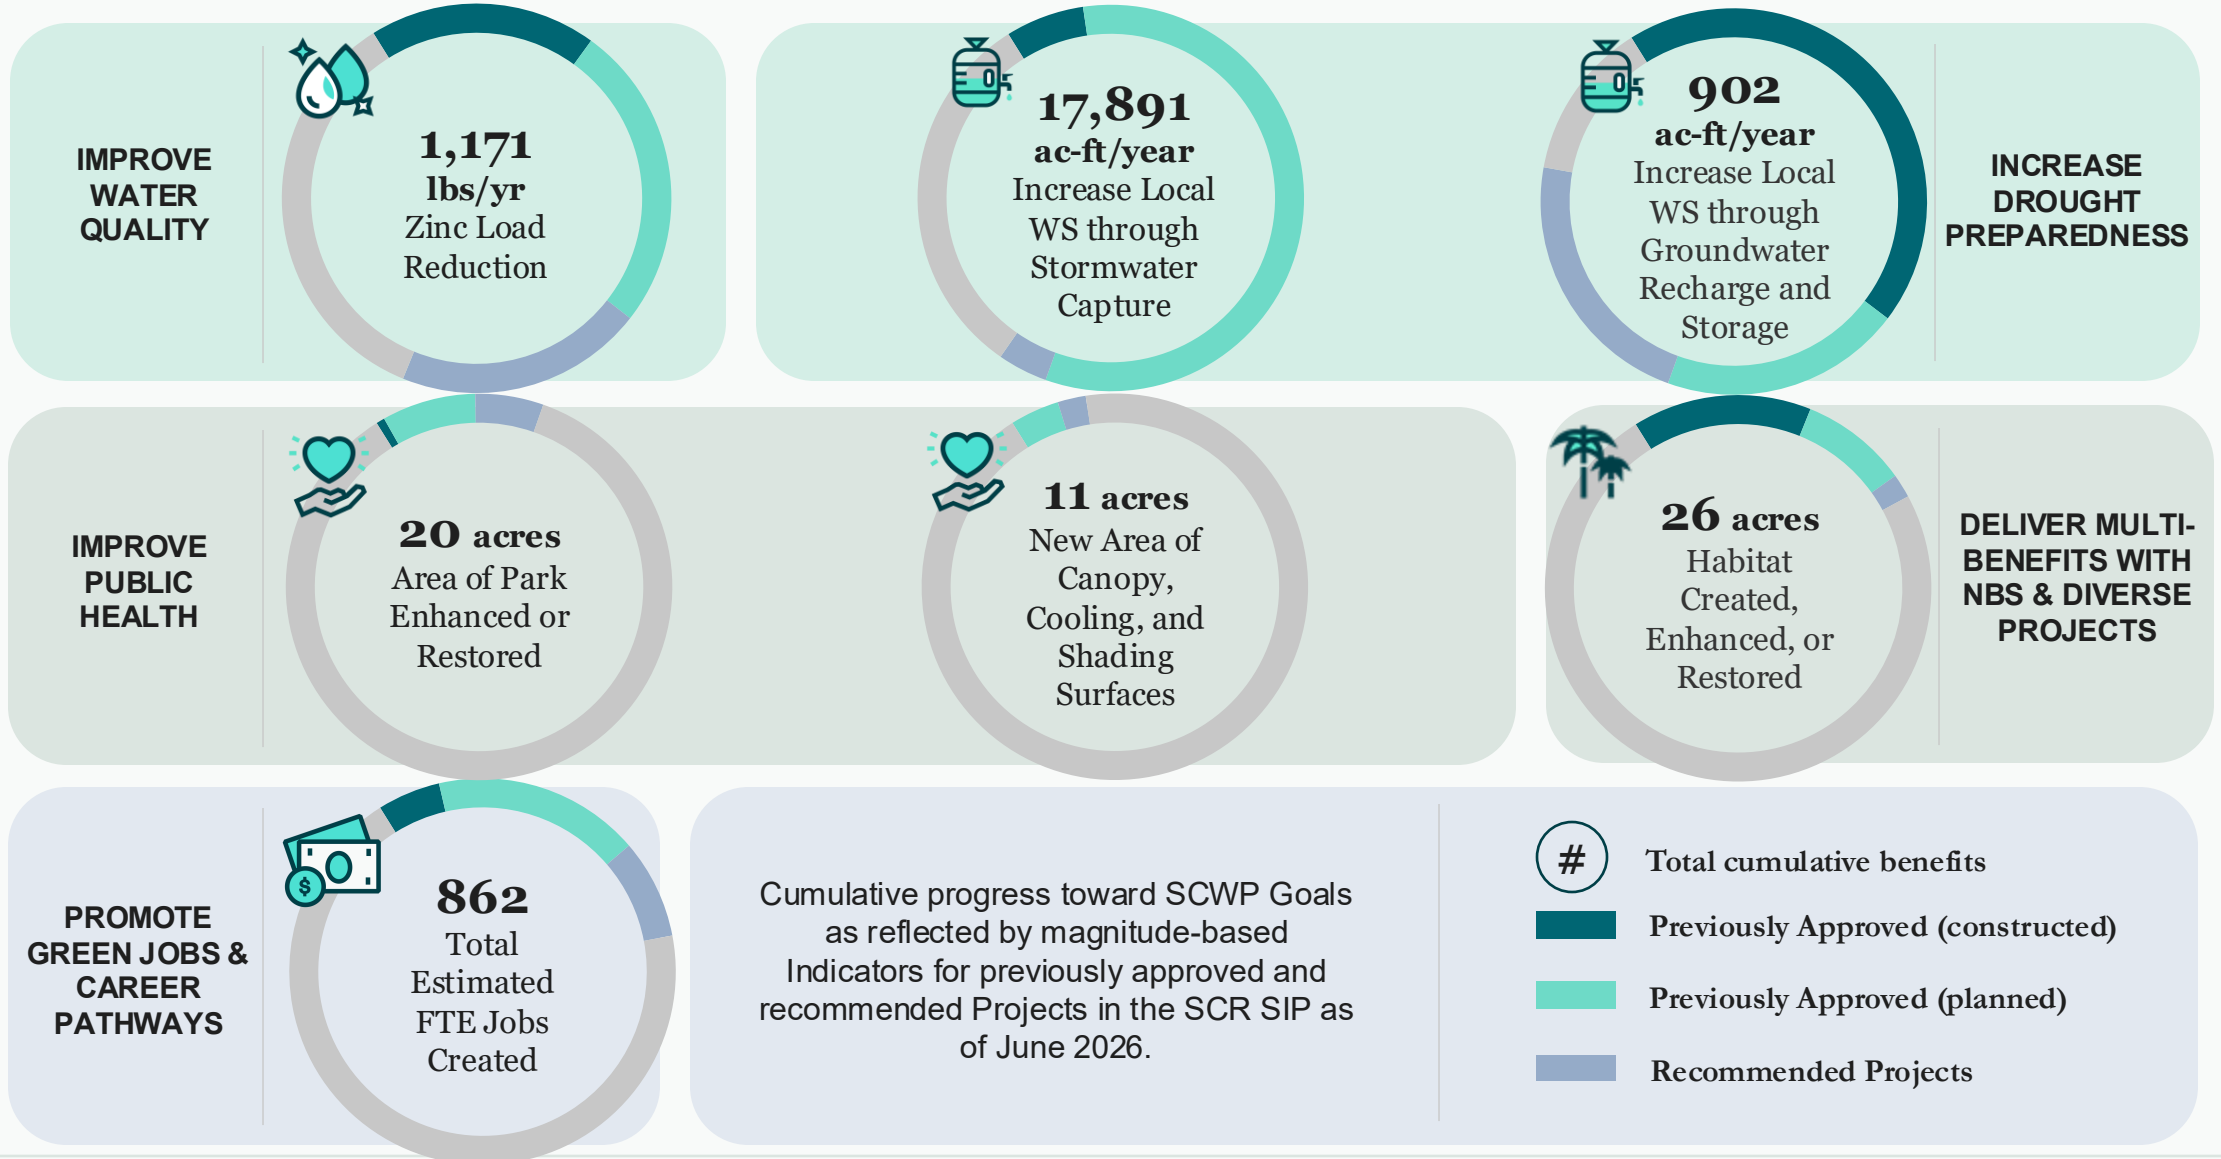 IMPROVE
WATER
QUALITY
1,171
lbs/yr
Zinc Load
Reduction
17,891
ac-ft/year
Increase Local
WS through
Stormwater
Capture
902
ac-ft/year
Increase Local
WS through
Groundwater
Recharge and
Storage
INCREASE
DROUGHT
PREPAREDNESS
IMPROVE
PUBLIC
HEALTH
20 acres
Area of Park
Enhanced or
Restored
11 acres
New Area of
Canopy,
Cooling, and
Shading
Surfaces
26 acres
Habitat
Created,
Enhanced, or
Restored
DELIVER MULTI-
BENEFITS WITH
NBS & DIVERSE
PROJECTS
PROMOTE
GREEN JOBS &
CAREER
PATHWAYS
$
862
Total
Estimated
FTE Jobs
Created
Cumulative progress toward SCWP Goals
as reflected by magnitude-based
Indicators for previously approved and
recommended Projects in the SCR SIP as
of June 2026.
# Total cumulative benefits
Previously Approved (constructed)
Previously Approved (planned)
Recommended Projects